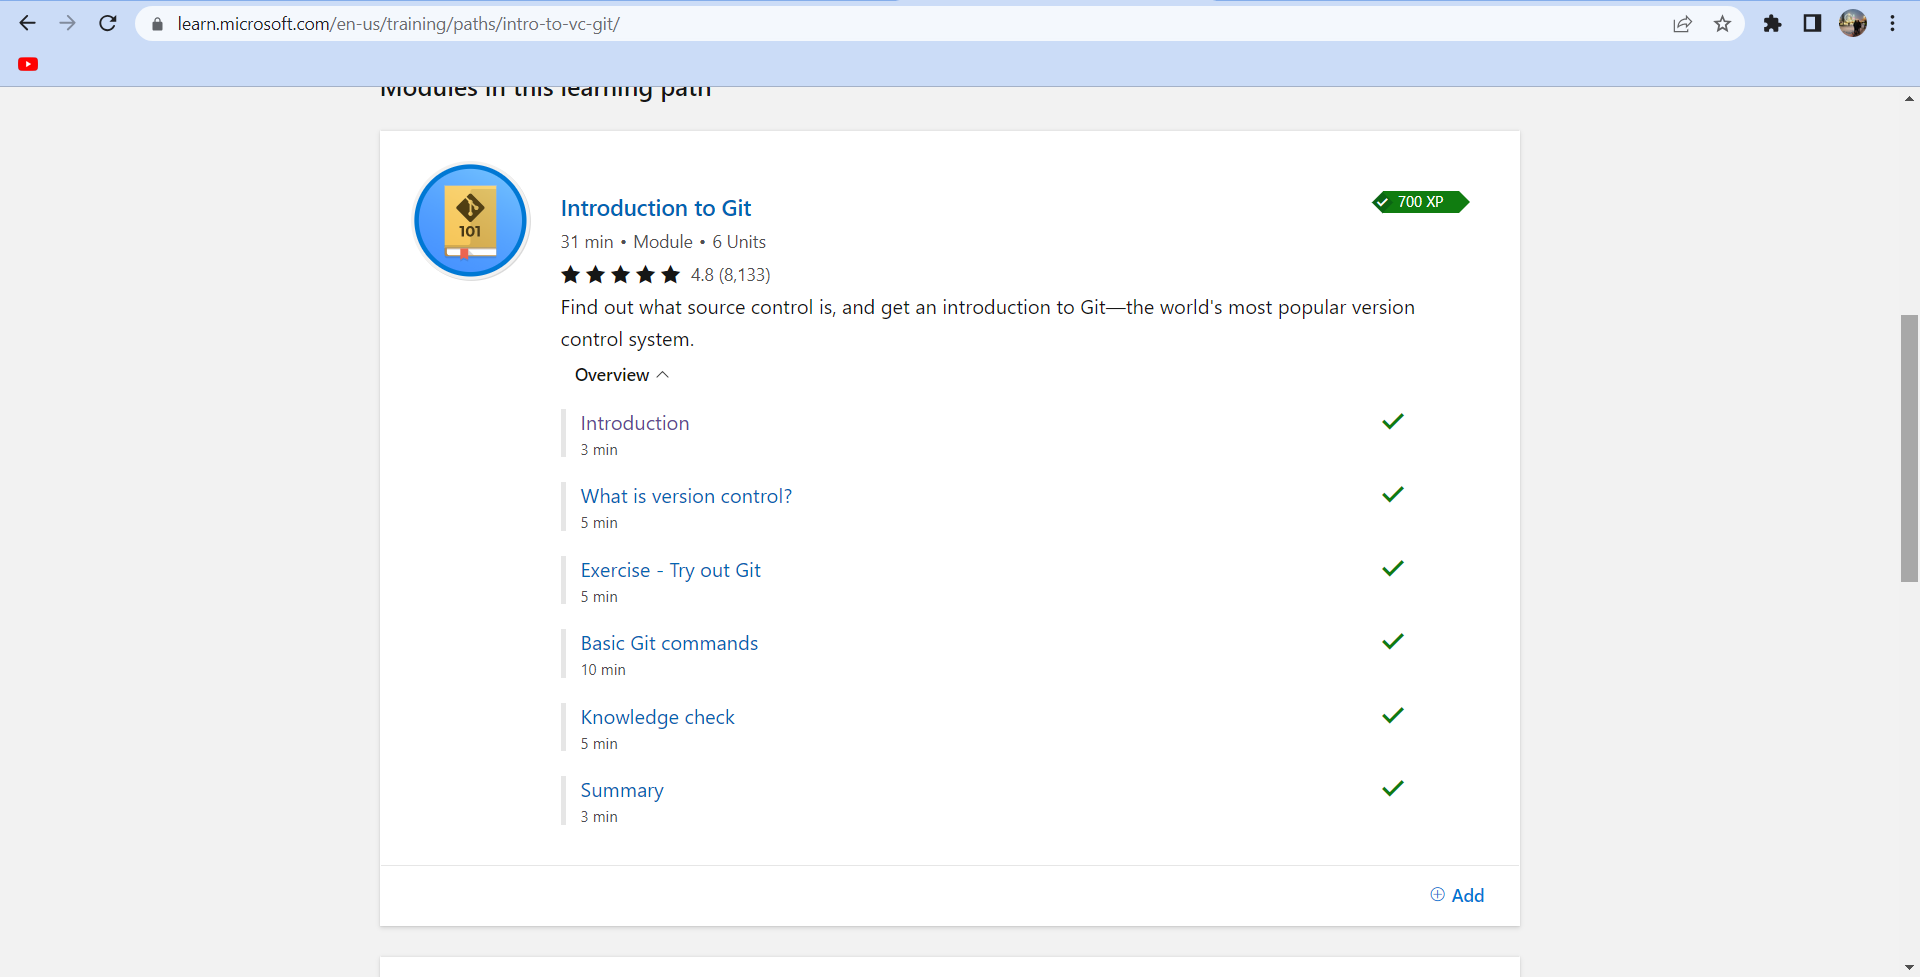 learn.microsoft.com/en-us/training/paths/intro-to-vc-git/
Modules in this learning path
101
Introduction to Git
700 XP
31 min • Module • 6 Units
4.8 (8,133)
Find out what source control is, and get an introduction to Git—the world's most popular version
control system.
Overview
Introduction
3 min
What is version control?
5 min
Exercise - Try out Git
5 min
Basic Git commands
10 min
Knowledge check
5 min
Summary
3 min
Add